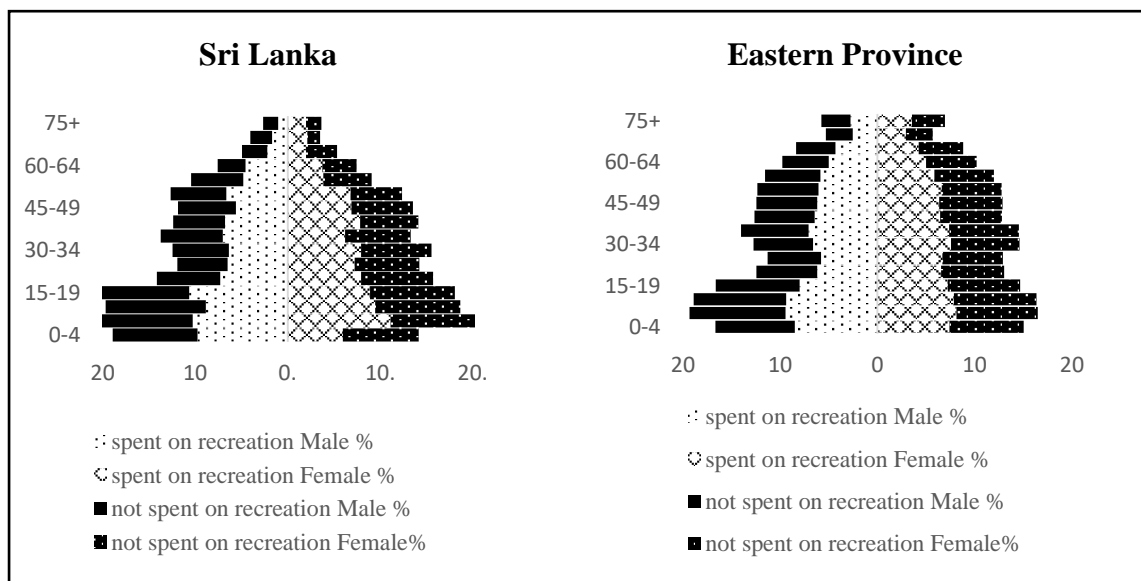 Sri Lanka
75+
60-64
45-49
30-34
15-19
0-4
20 10 0. 10. 20.
spent on recreation Male %
spent on recreation Female %
not spent on recreation Male %
not spent on recreation Female%
Eastern Province
75+
60-64
45-49
30-34
15-19
0-4
20 10 0 10 20
spent on recreation Male %
spent on recreation Female %
not spent on recreation Male %
not spent on recreation Female%